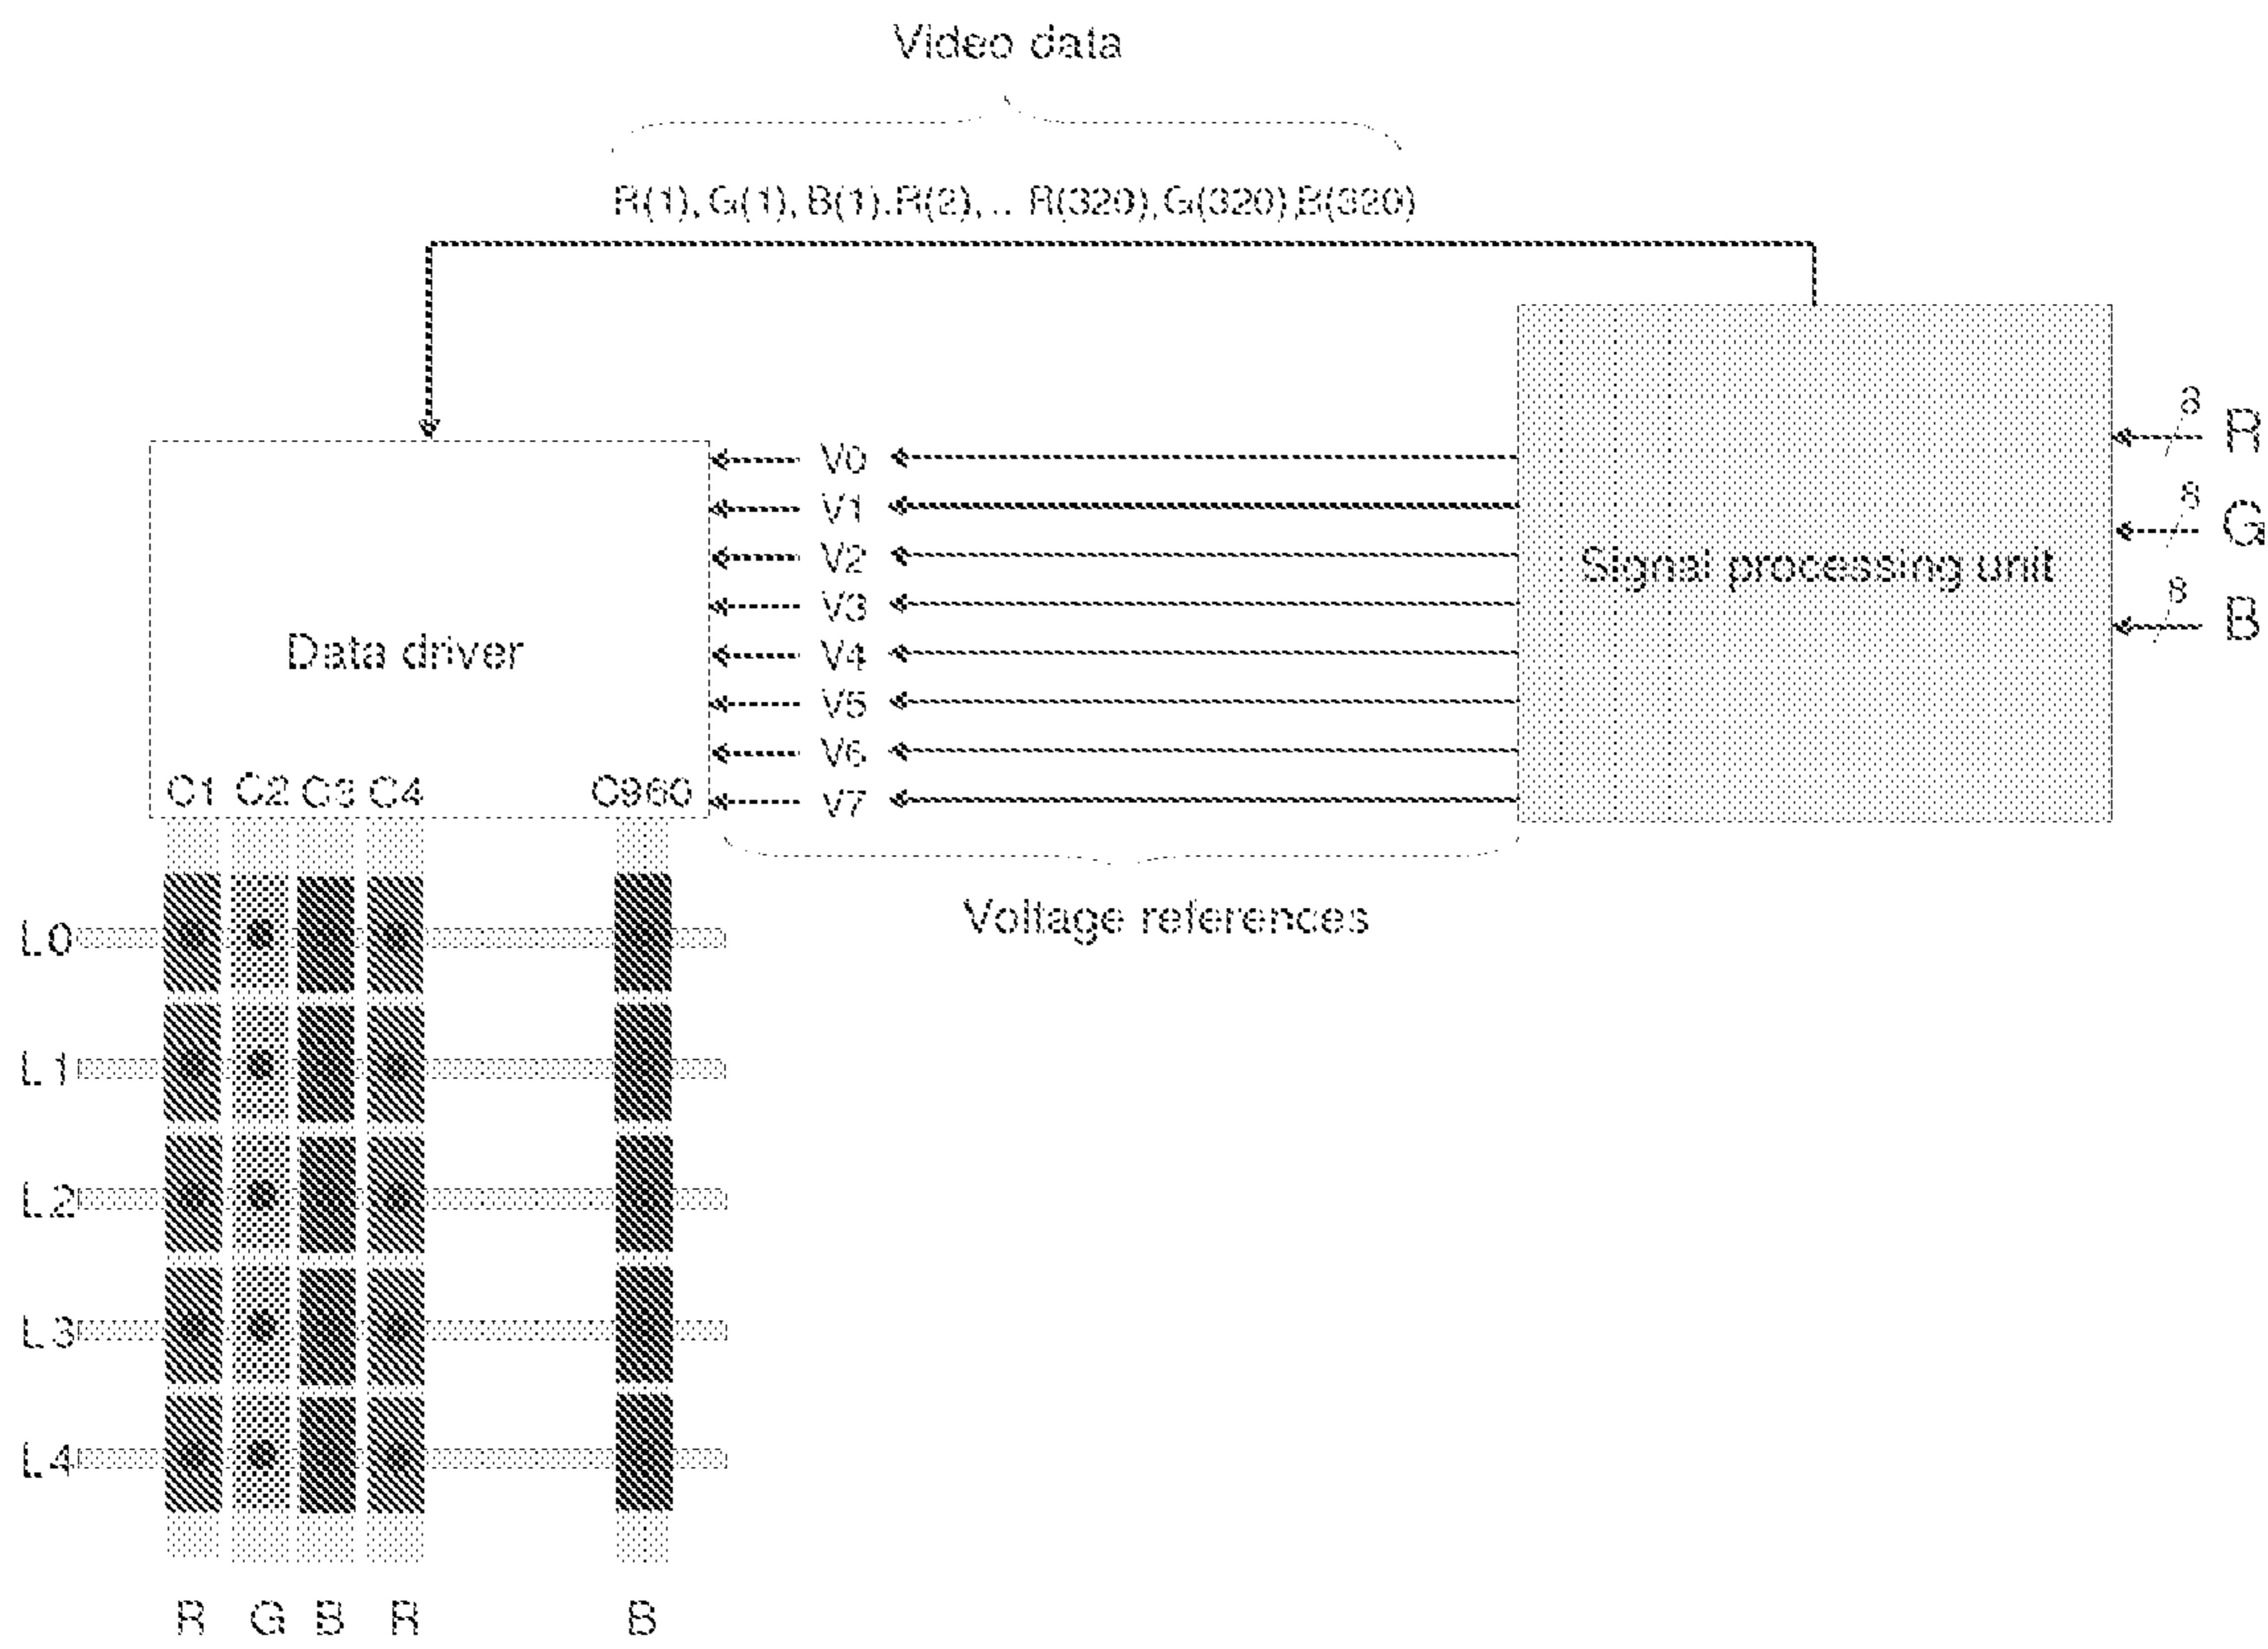 Video data
R(1), G(1), B(1).R(2), .. R(320),G(320),B(320)
8 R
8 G
8 B
V0
V1
V2
V3
V4
V5
V6
V7
Signal processing unit
Data driver
C1 C2 C3 C4 C960
Voltage references
L0
L1
L2
L3
L4
R G B R B